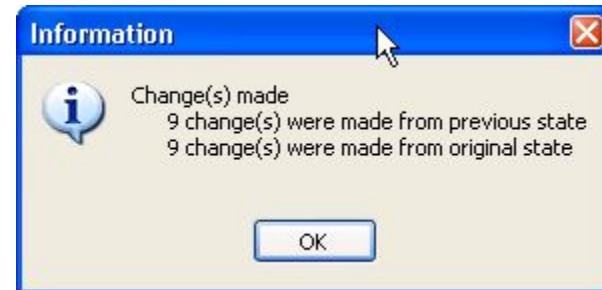 Information
Change(s) made
9 change(s) were made from previous state
9 change(s) were made from original state
OK